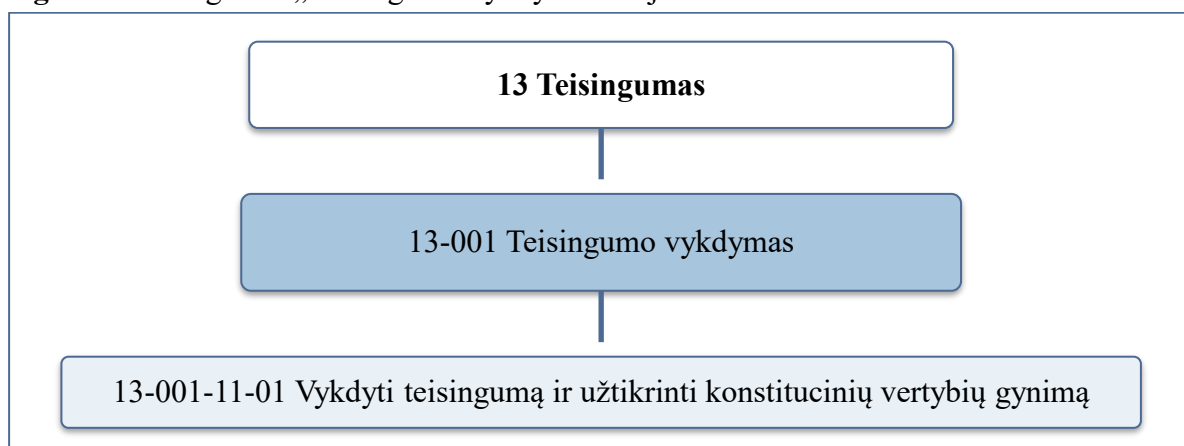 13 Teisingumas
13-001 Teisingumo vykdymas
13-001-11-01 Vykdyti teisingumą ir užtikrinti konstitucinių vertybių gynimą